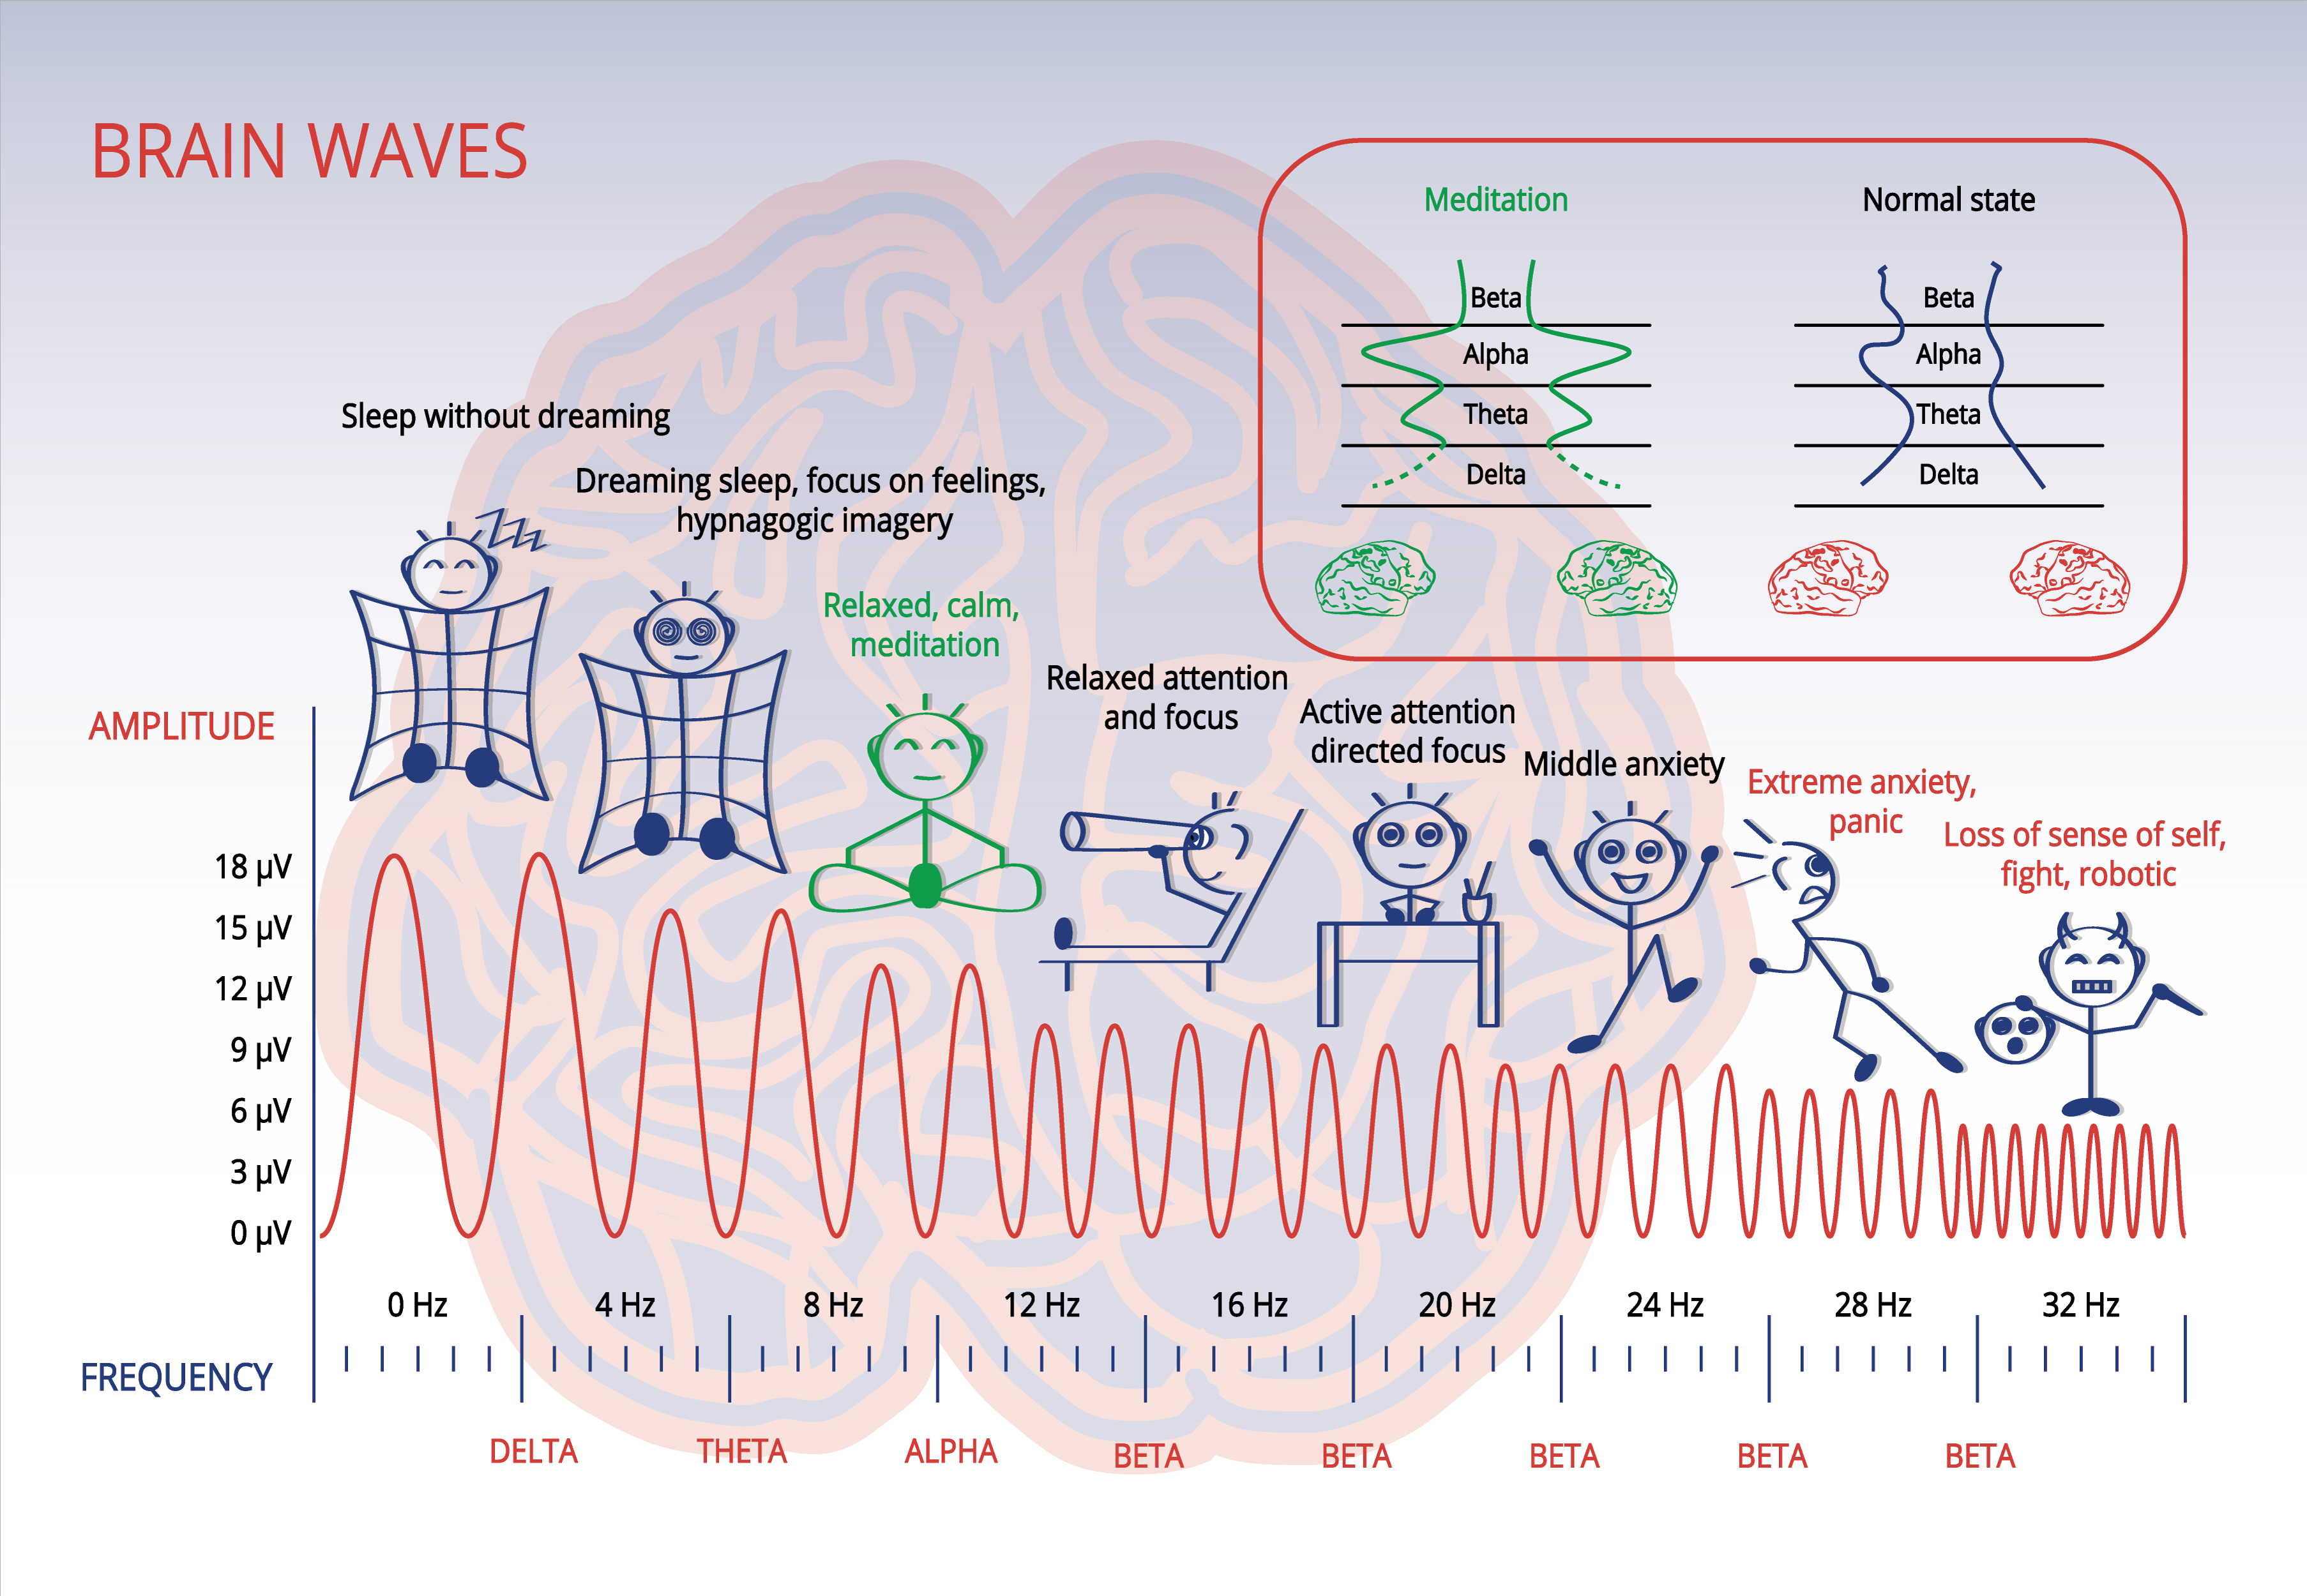 BRAIN WAVES
Meditation
Normal state
Beta
Alpha
Theta
Delta
Beta
Alpha
Theta
Delta
Sleep without dreaming
Dreaming sleep, focus on feelings,
hypnagogic imagery
Relaxed, calm,
meditation
Relaxed attention
and focus
Active attention
directed focus
Middle anxiety
Extreme anxiety,
panic
Loss of sense of self,
fight, robotic
ZZZZ
AMPLITUDE
18 µV
15 µV
12 µV
9 µV
6 µV
3 µV
0 µV
0 Hz
4 Hz
8 Hz
12 Hz
16 Hz
20 Hz
24 Hz
28 Hz
32 Hz
FREQUENCY
DELTA
THETA
ALPHA
BETA
BETA
BETA
BETA
BETA